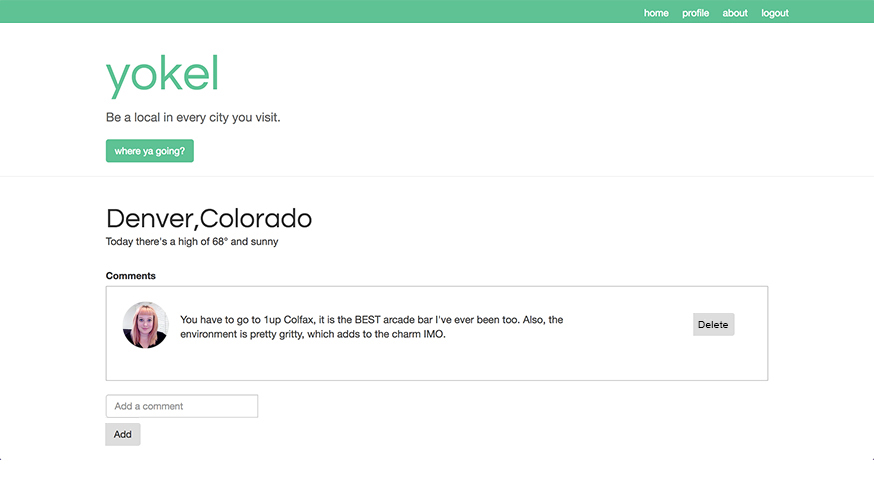 home profile about logout
yokel
Be a local in every city you visit.
where ya going?
Denver,Colorado
Today there's a high of 68° and sunny
Comments
You have to go to 1up Colfax, it is the BEST arcade bar I've ever been too. Also, the
environment is pretty gritty, which adds to the charm IMO.
Delete
Add a comment
Add